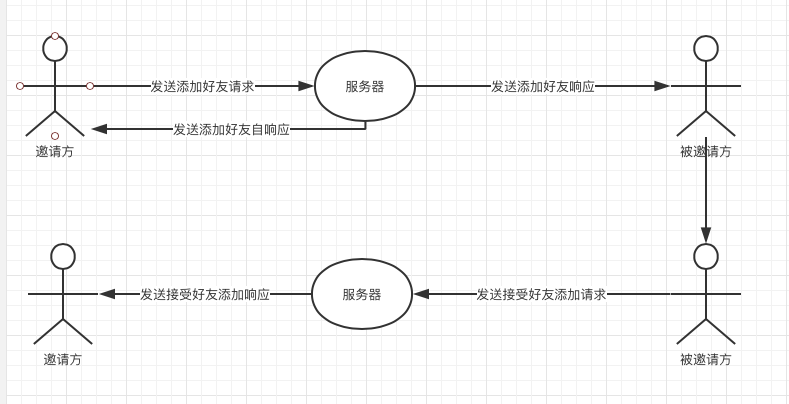 发送添加好友请求
服务器
发送添加好友响应
发送添加好友自响应
邀请方
被邀请方
发送接受好友添加响应
服务器
发送接受好友添加请求
邀请方
被邀请方